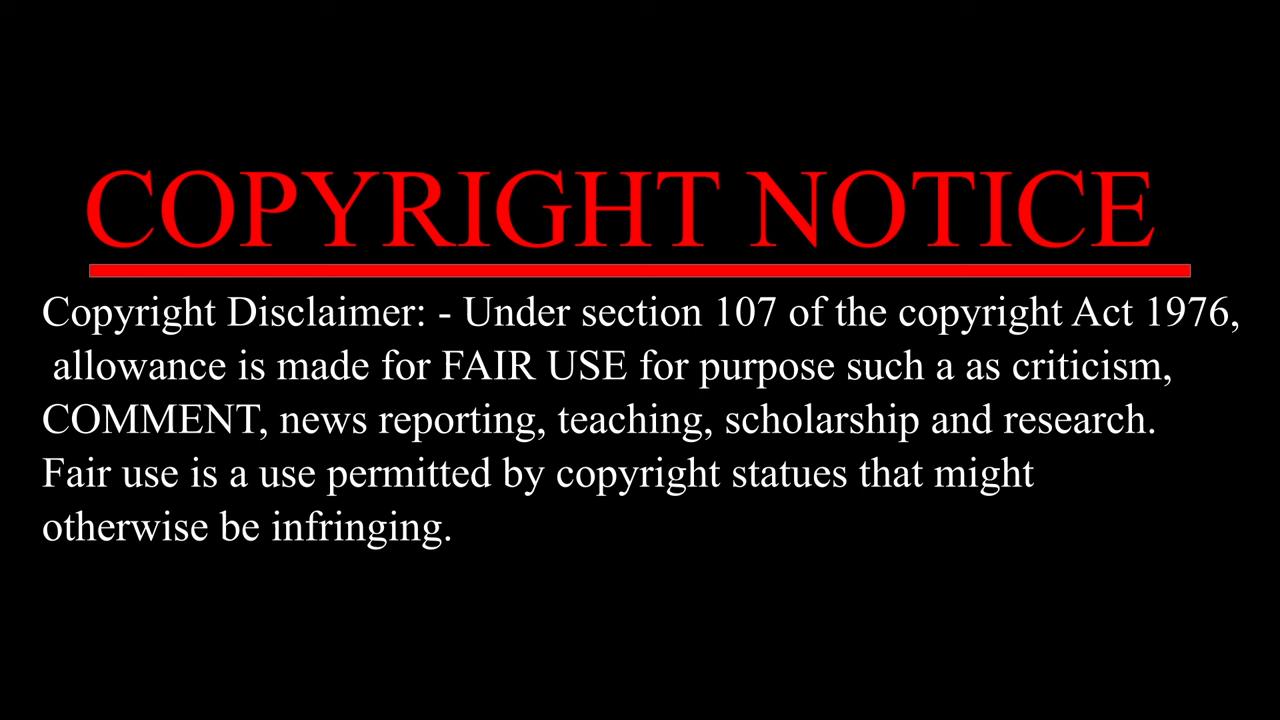 COPYRIGHT NOTICE
Copyright Disclaimer: - Under section 107 of the copyright Act 1976,
allowance is made for FAIR USE for purpose such a as criticism,
COMMENT, news reporting, teaching, scholarship and research.
Fair use is a use permitted by copyright statues that might
otherwise be infringing.